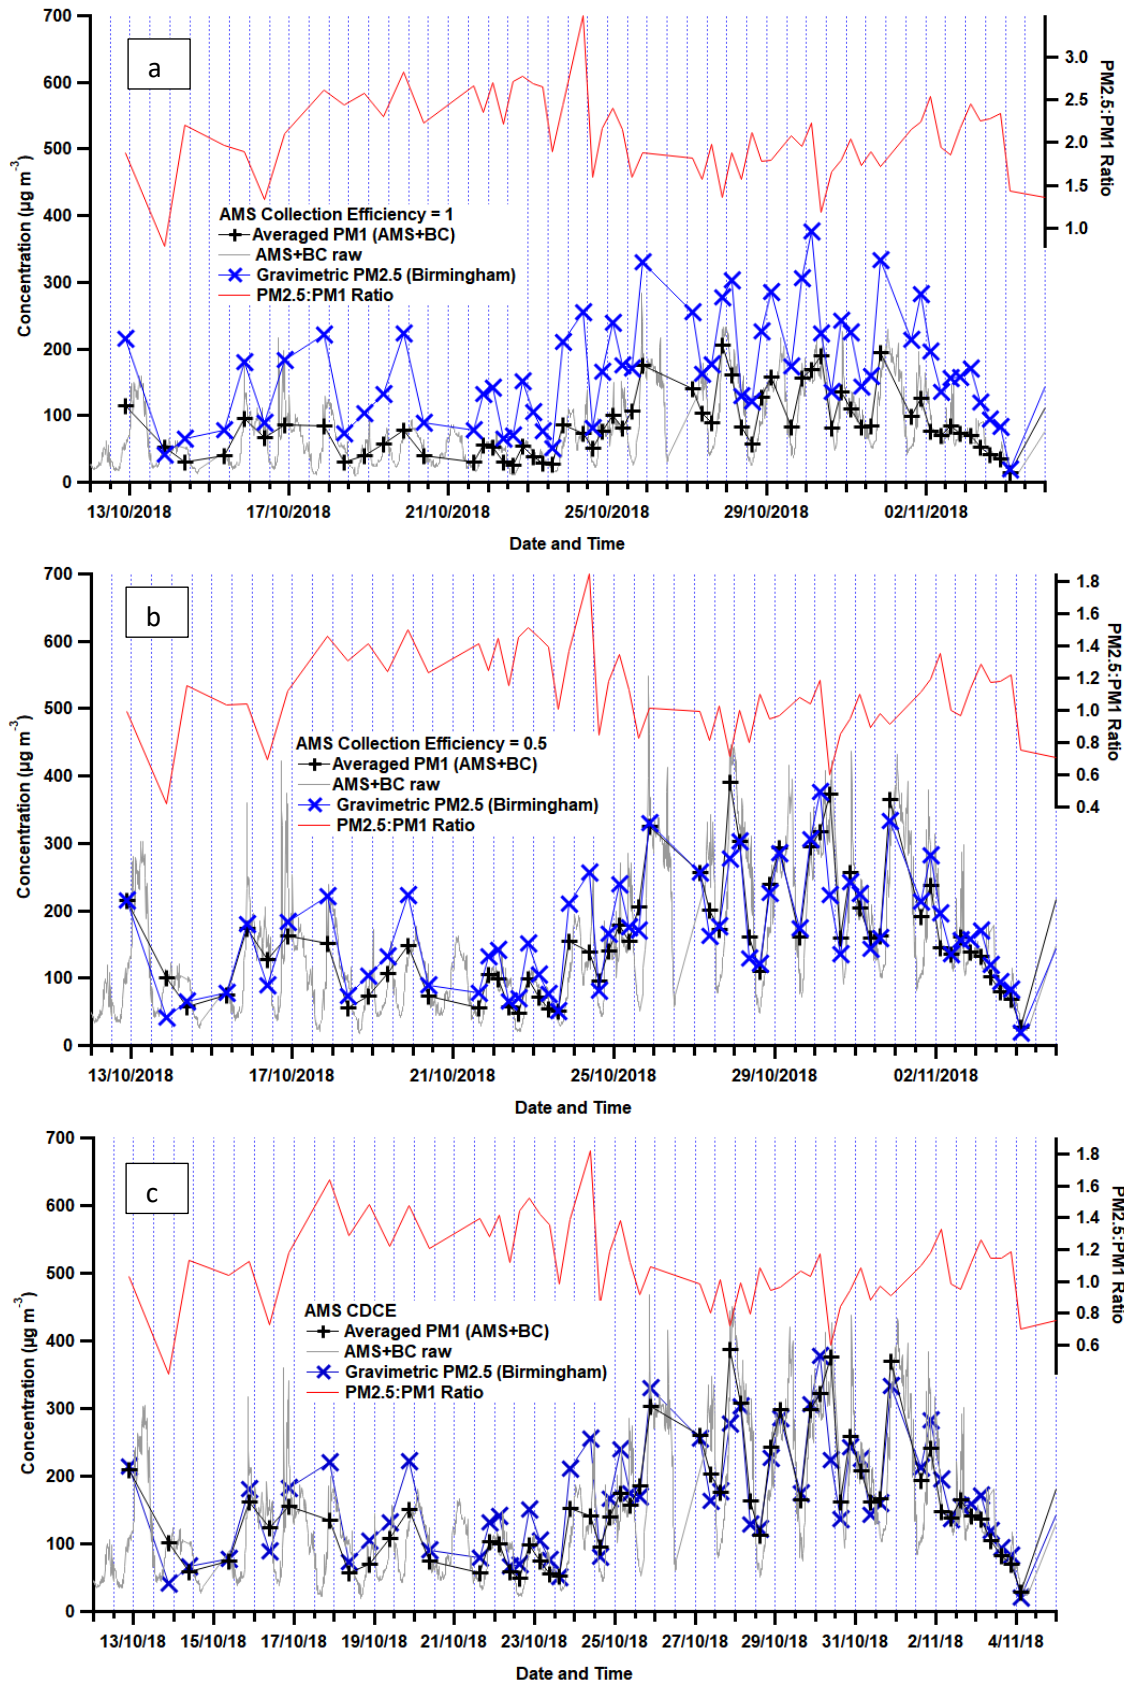 700
600
500
400
300
200
100
0
Concentration (µg m⁻³)
a
3.0
2.5
2.0
1.5
1.0
PM2.5:PM1 Ratio
AMS Collection Efficiency = 1
Averaged PM1 (AMS+BC)
AMS+BC raw
Gravimetric PM2.5 (Birmingham)
PM2.5:PM1 Ratio
13/10/2018 17/10/2018 21/10/2018 25/10/2018 29/10/2018 02/11/2018
Date and Time
700
600
500
400
300
200
100
0
Concentration (µg m⁻³)
b
1.8
1.6
1.4
1.2
1.0
0.8
0.6
0.4
PM2.5:PM1 Ratio
AMS Collection Efficiency = 0.5
Averaged PM1 (AMS+BC)
AMS+BC raw
Gravimetric PM2.5 (Birmingham)
PM2.5:PM1 Ratio
13/10/2018 17/10/2018 21/10/2018 25/10/2018 29/10/2018 02/11/2018
Date and Time
700
600
500
400
300
200
100
0
Concentration (µg m⁻³)
c
1.8
1.6
1.4
1.2
1.0
0.8
0.6
PM2.5:PM1 Ratio
AMS CDCE
Averaged PM1 (AMS+BC)
AMS+BC raw
Gravimetric PM2.5 (Birmingham)
PM2.5:PM1 Ratio
13/10/18 15/10/18 17/10/18 19/10/18 21/10/18 23/10/18 25/10/18 27/10/18 29/10/18 31/10/18 2/11/18 4/11/18
Date and Time